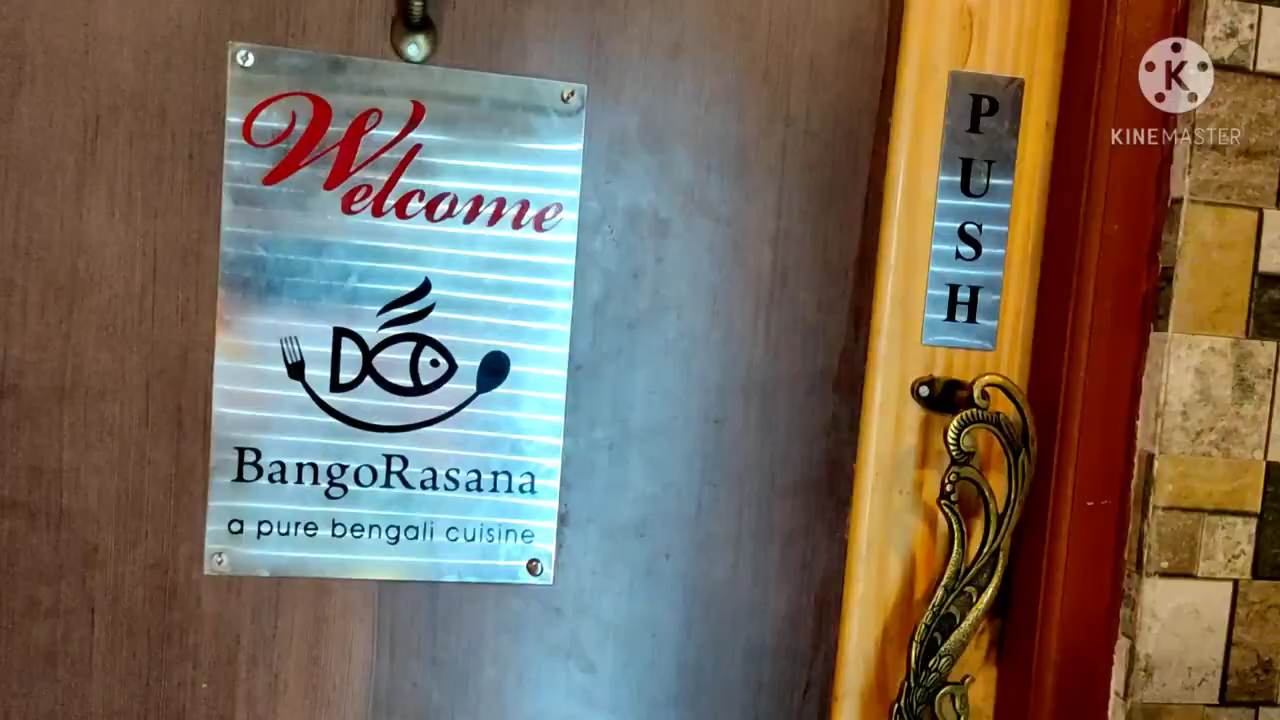 Welcome
BangoRasana
a pure bengali cuisine
PUSH
K
KINEMASTER